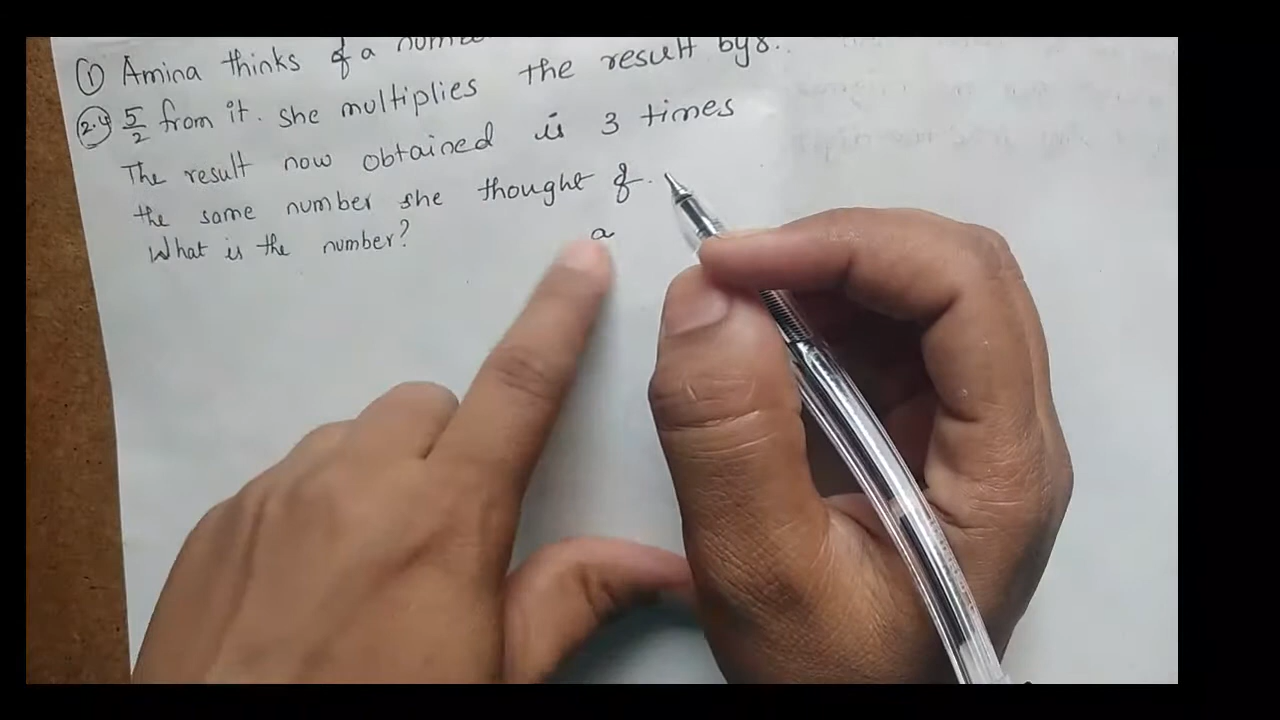 ① Amina thinks of a
2.4 5/2 from it. She multiplies the result by 8.
The result now obtained is 3 times
the same number she thought of.
What is the number?
a